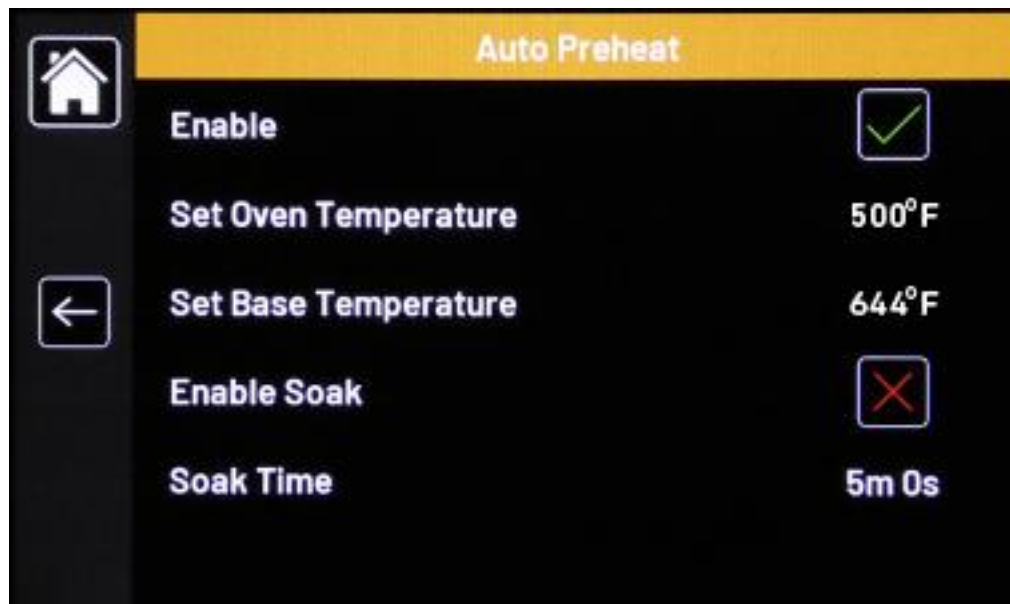 Auto Preheat
Enable
Set Oven Temperature 500°F
Set Base Temperature 644°F
Enable Soak
Soak Time 5m 0s